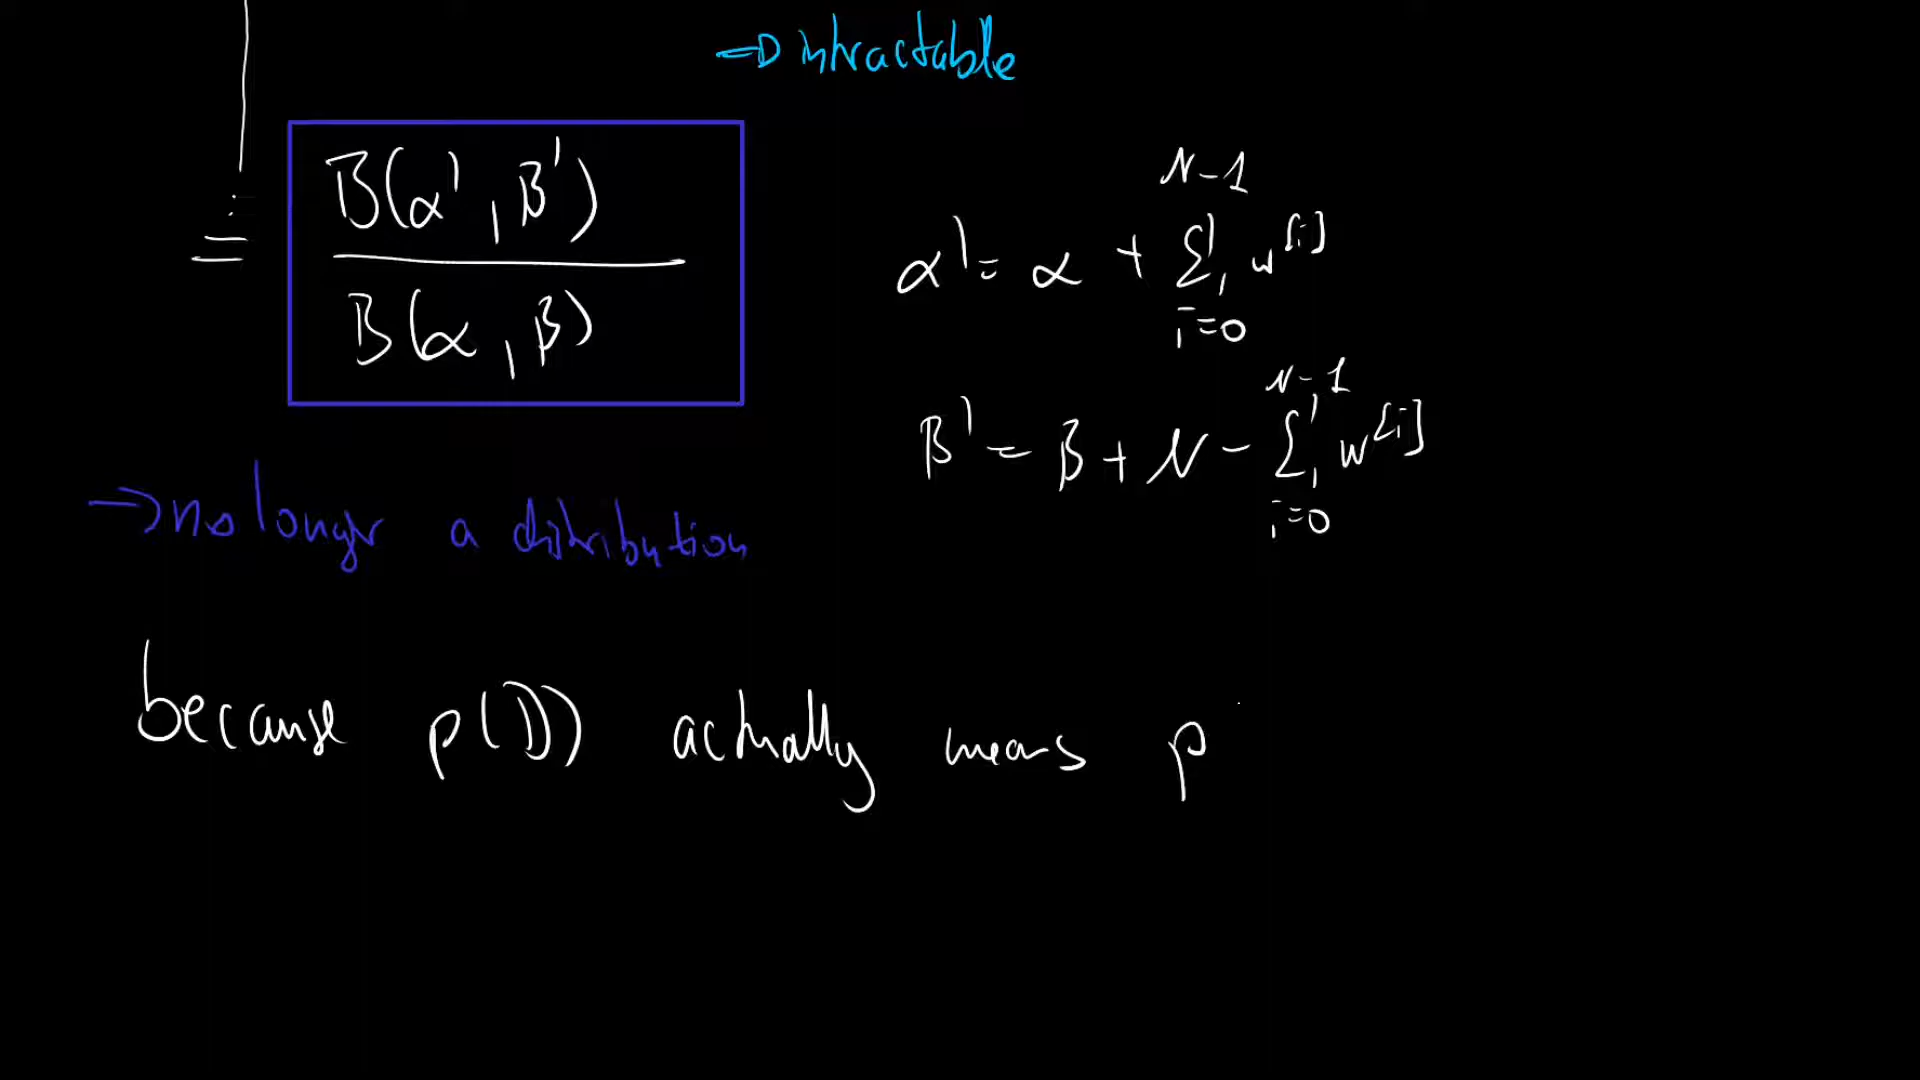 ⇒ intractable
= B(α', β') / B(α, β)
α' = α + ∑_{i=0}^{N-1} w^{[i]}
β' = β + N - ∑_{i=0}^{N-1} w^{[i]}
→ no longer a distribution
because p(D) actually means p